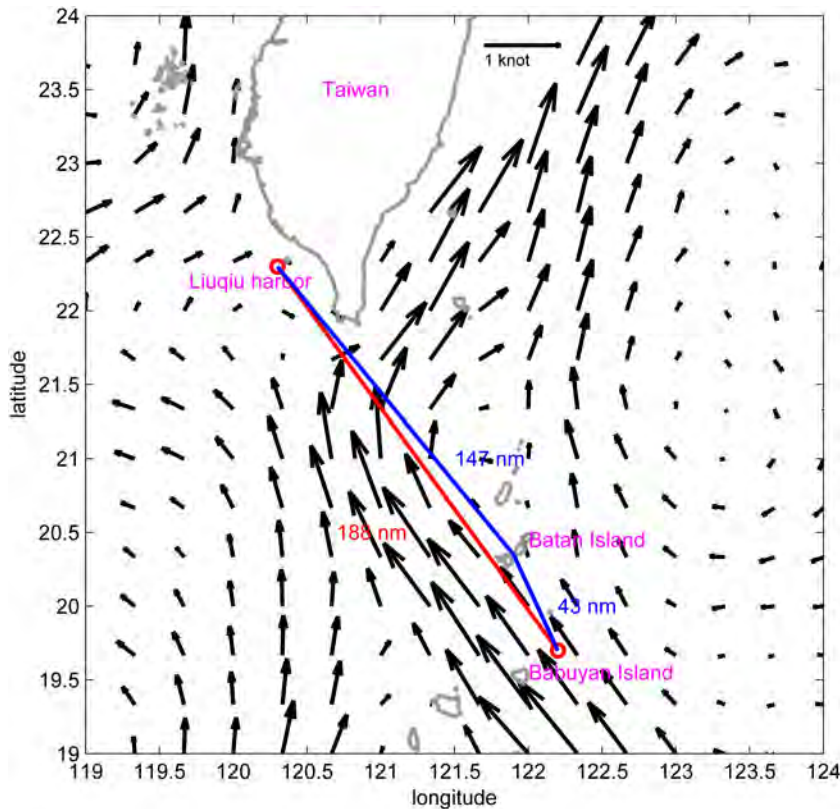 24
23.5
23
22.5
22
21.5
21
20.5
20
19.5
19
latitude
1 knot
Taiwan
Liuqiu harbor
147 nm
188 nm
Batan Island
43 nm
Babuyan Island
119 119.5 120 120.5 121 121.5 122 122.5 123 123.5 124
longitude